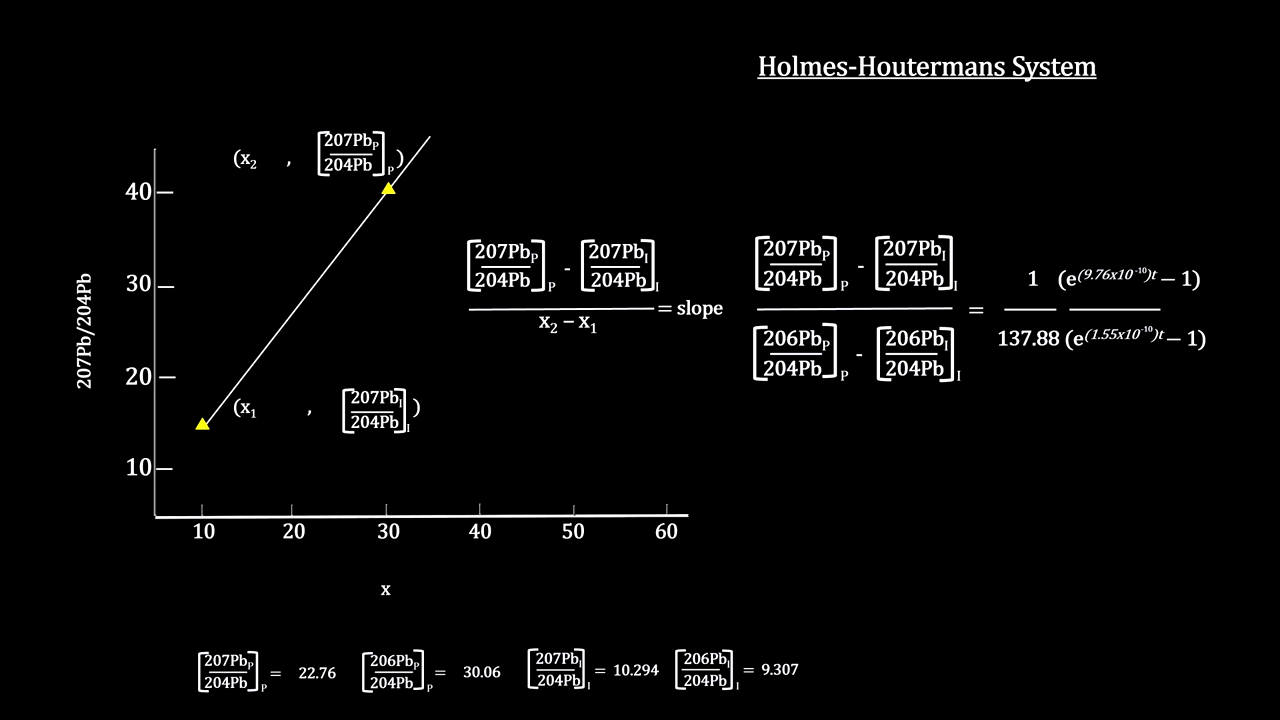 Holmes-Houtermans System
(x2 , [207PbP/204Pb]P)
40
30
20
10
207Pb/204Pb
(x1 , [207PbI/204Pb]I)
10 20 30 40 50 60
x
[207PbP/204Pb]P - [207PbI/204Pb]I
x2 – x1
= slope
[207PbP/204Pb]P - [207PbI/204Pb]I
[206PbP/204Pb]P - [206PbI/204Pb]I
=
1 (e(9.76x10-10)t – 1)
137.88 (e(1.55x10-10)t – 1)
[207PbP/204Pb]P = 22.76 [206PbP/204Pb]P = 30.06 [207PbI/204Pb]I = 10.294 [206PbI/204Pb]I = 9.307